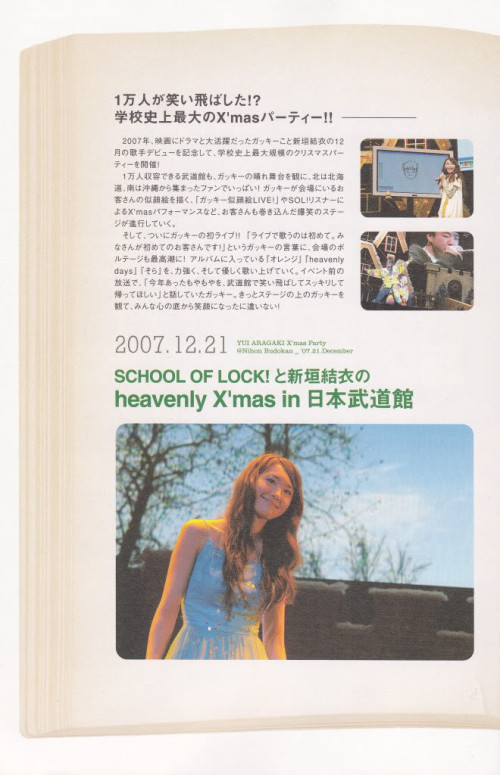 1万人が笑い飛ばした!?
学校史上最大のX'masパーティー!!
2007年、映画にドラマと大活躍だったガッキーこと新垣結衣の12
月の歌手デビューを記念して、学校史上最大規模のクリスマスパー
ティーを開催!
1万人収容できる武道館も、ガッキーの晴れ舞台を観に、北は北海
道、南は沖縄から集まったファンでいっぱい! ガッキーが会場にいるお
客さんの似顔絵を描く、「ガッキー似顔絵LIVE!」やSOL!リスナーに
よるX'masパフォーマンスなど、お客さんも巻き込んだ爆笑のステー
ジが進行していく。
そして、ついにガッキーの初ライブ!! 「ライブで歌うのは初めて。み
なさんが初めてのお客さんです!」というガッキーの言葉に、会場のボ
ルテージも最高潮に! アルバムに入っている「オレンジ」「heavenly
days」「そら」を、力強く、そして優しく歌い上げていく。イベント前の
放送で、「今年あったもやもやを、武道館で笑い飛ばしてスッキリして
帰ってほしい」と話していたガッキー。きっとステージの上のガッキーを
観て、みんな心の底から笑顔になったに違いない!
2007.12.21
YUI ARAGAKI X'mas Party
@Nihon Budokan _ '07.21.December
SCHOOL OF LOCK! と新垣結衣の
heavenly X'mas in 日本武道館